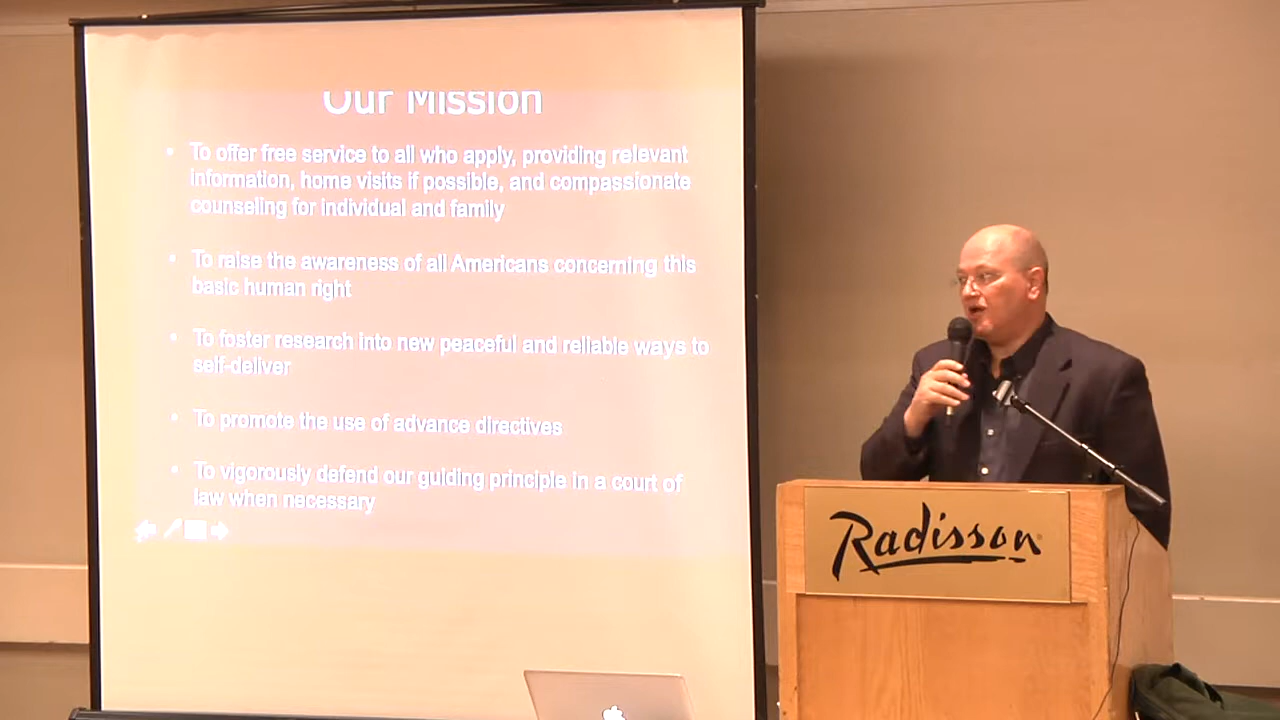 Our Mission
• To offer free service to all who apply, providing relevant
information, home visits if possible, and compassionate
counseling for individual and family
• To raise the awareness of all Americans concerning this
basic human right
• To foster research into new peaceful and reliable ways to
self-deliver
• To promote the use of advance directives
• To vigorously defend our guiding principle in a court of
law when necessary
Radisson